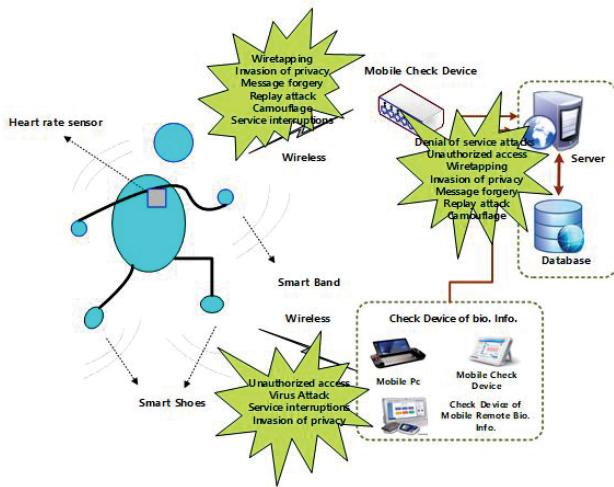 Wiretapping
Invasion of privacy
Message forgery
Replay attack
Camouflage
Service interruptions
Mobile Check Device
Heart rate sensor
Wireless
Denial of service attacks
Unauthorized access
Wiretapping
Invasion of privacy
Message forgery
Replay attack
Camouflage
Server
Database
Smart Band
Wireless
Check Device of bio. Info.
Mobile Pc
Mobile Check
Device
Check Device of
Mobile Remote Bio.
Info.
Unauthorized access
Virus Attack
Service interruptions
Invasion of privacy
Smart Shoes